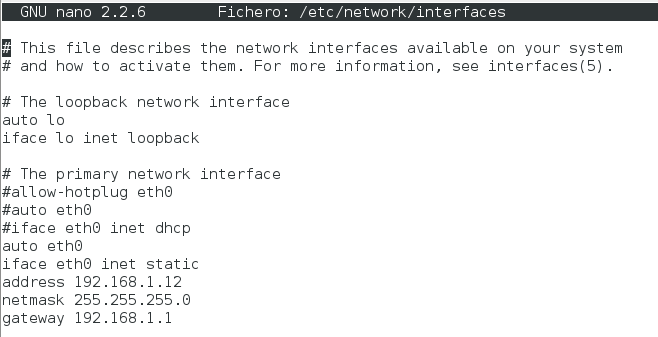 GNU nano 2.2.6 Fichero: /etc/network/interfaces
# This file describes the network interfaces available on your system
# and how to activate them. For more information, see interfaces(5).
# The loopback network interface
auto lo
iface lo inet loopback
# The primary network interface
#allow-hotplug eth0
#auto eth0
#iface eth0 inet dhcp
auto eth0
iface eth0 inet static
address 192.168.1.12
netmask 255.255.255.0
gateway 192.168.1.1